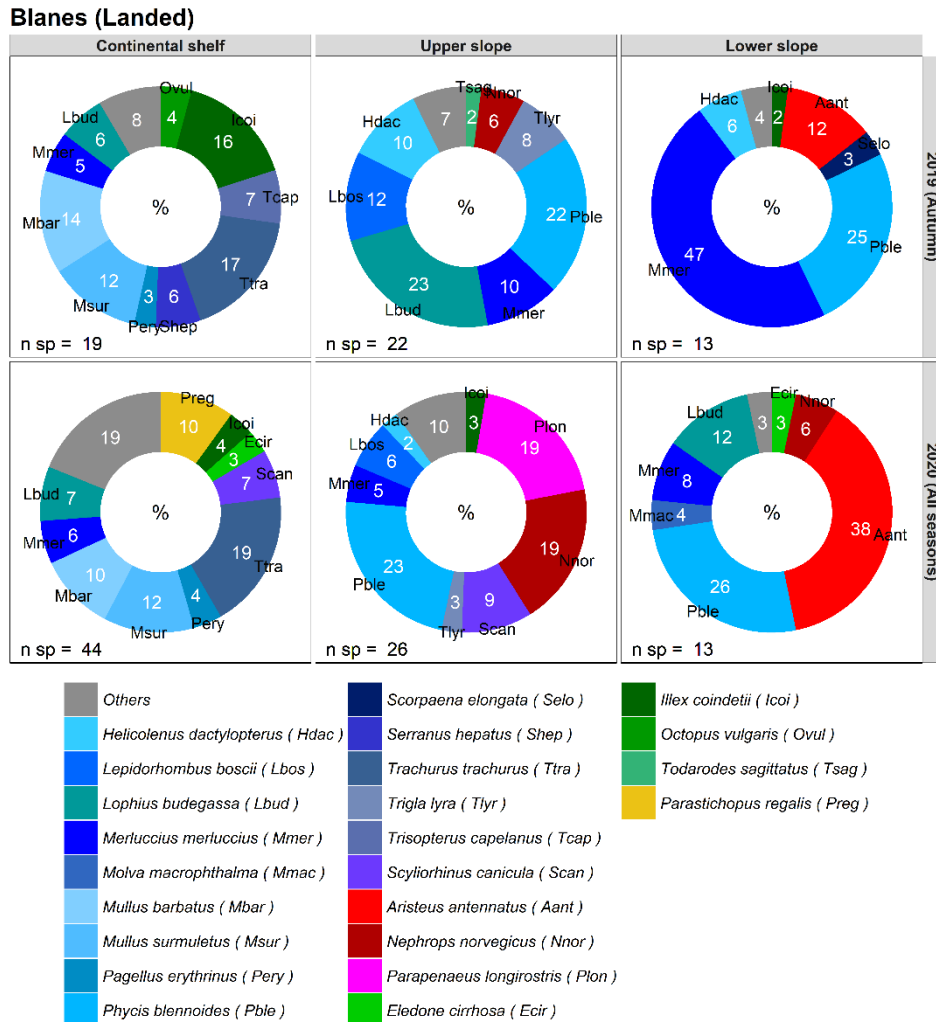 Blanes (Landed)
Continental shelf
Upper slope
Lower slope
2019 (Autumn)
Ovul
4
Icoi
16
Tcap
7
Ttra
17
Shep
6
Pery
3
Msur
12
Mbar
14
Mmer
5
Lbud
6
8
%
n sp = 19
Tsag
2
Nnor
6
Tlyr
8
Pble
22
Mmer
10
Lbud
23
Lbos
12
Hdac
10
7
%
n sp = 22
Icoi
2
Aant
12
Selo
3
Pble
25
Mmer
47
Hdac
6
4
%
n sp = 13
2020 (All seasons)
Preg
10
Icoi
4
Ecir
3
Scan
7
Ttra
19
Pery
4
Msur
12
Mbar
10
Mmer
6
Lbud
7
19
%
n sp = 44
Icoi
3
Plon
19
Nnor
19
Scan
9
Tlyr
3
Pble
23
Mmer
5
Lbos
6
Hdac
2
10
%
n sp = 26
Ecir
3
Nnor
6
Aant
38
Pble
26
Mmac
4
Mmer
8
Lbud
12
3
%
n sp = 13
Others
Helicolenus dactylopterus ( Hdac )
Lepidorhombus boscii ( Lbos )
Lophius budegassa ( Lbud )
Merluccius merluccius ( Mmer )
Molva macrophthalma ( Mmac )
Mullus barbatus ( Mbar )
Mullus surmuletus ( Msur )
Pagellus erythrinus ( Pery )
Phycis blennoides ( Pble )
Scorpaena elongata ( Selo )
Serranus hepatus ( Shep )
Trachurus trachurus ( Ttra )
Trigla lyra ( Tlyr )
Trisopterus capelanus ( Tcap )
Scyliorhinus canicula ( Scan )
Aristeus antennatus ( Aant )
Nephrops norvegicus ( Nnor )
Parapenaeus longirostris ( Plon )
Eledone cirrhosa ( Ecir )
Illex coindetii ( Icoi )
Octopus vulgaris ( Ovul )
Todarodes sagittatus ( Tsag )
Parastichopus regalis ( Preg )